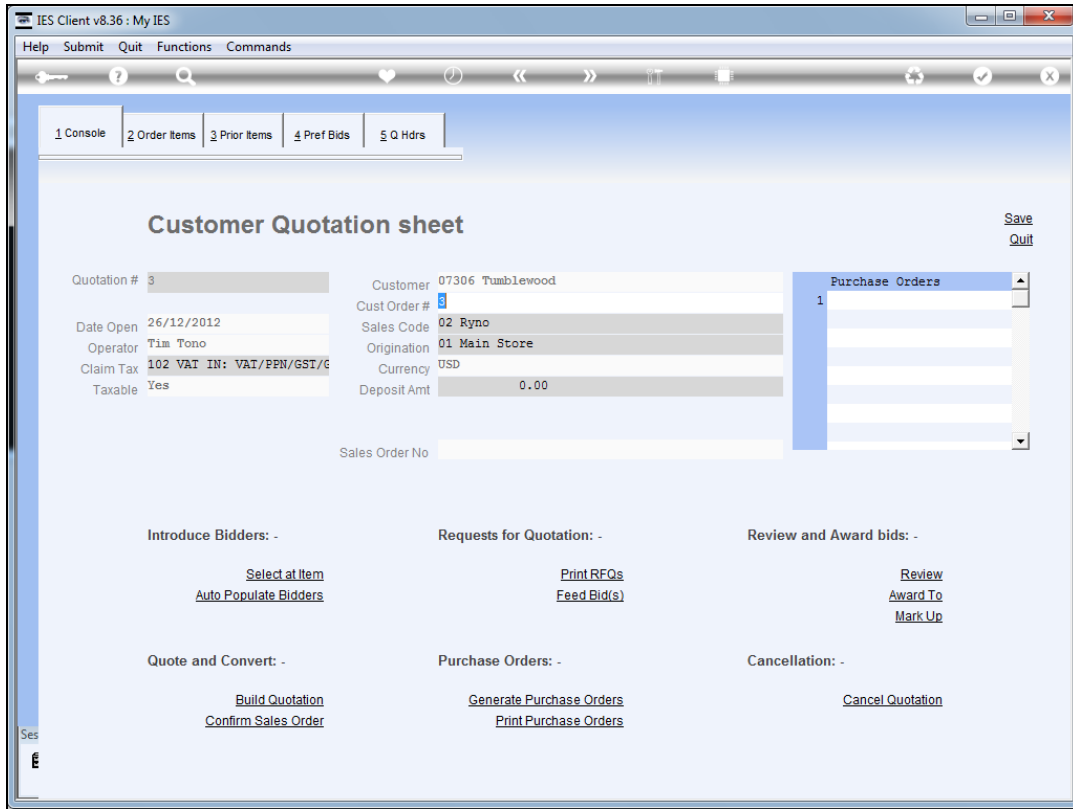 IES Client v8.36 : My IES
Help Submit Quit Functions Commands
1 Console 2 Order Items 3 Prior Items 4 Pref Bids 5 Q Hdrs
Customer Quotation sheet
Save
Quit
Quotation # 3
Customer 07306 Tumblewood
Purchase Orders
Cust Order # 3
1
Date Open 26/12/2012
Sales Code 02 Ryno
Operator Tim Tono
Origination 01 Main Store
Claim Tax 102 VAT IN: VAT/PPN/GST/G
Currency USD
Taxable Yes
Deposit Amt 0.00
Sales Order No
Introduce Bidders: - Requests for Quotation: - Review and Award bids: -
Select at Item Print RFQs Review
Auto Populate Bidders Feed Bid(s) Award To
Mark Up
Quote and Convert: - Purchase Orders: - Cancellation: -
Build Quotation Generate Purchase Orders Cancel Quotation
Confirm Sales Order Print Purchase Orders
Ses